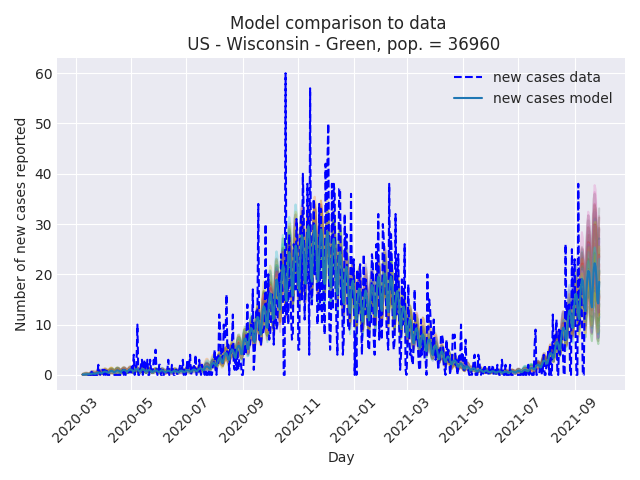 Model comparison to data
US - Wisconsin - Green, pop. = 36960
new cases data
new cases model
Number of new cases reported
60
50
40
30
20
10
0
2020-03
2020-05
2020-07
2020-09
2020-11
2021-01
2021-03
2021-05
2021-07
2021-09
Day